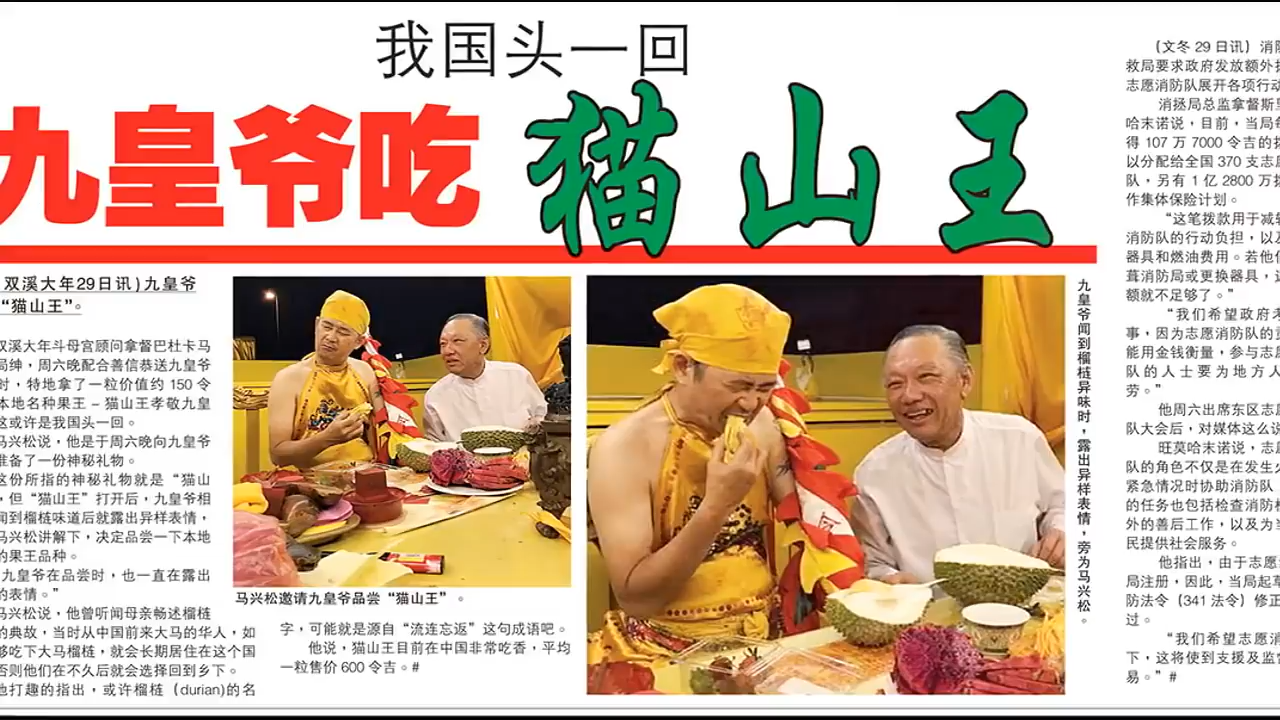 我国头一回
九皇爷吃 猫山王
双溪大年29日讯)九皇爷
“猫山王”。
双溪大年斗母宫顾问拿督巴杜卡马
局绅，周六晚配合善信恭送九皇爷
时，特地拿了一粒价值约 150 令
本地名种果王 – 猫山王孝敬九皇
这或许是我国头一回。
马兴松说，他是于周六晚向九皇爷
准备了一份神秘礼物。
这份所指的神秘礼物就是“猫山
，但“猫山王”打开后，九皇爷相
闻到榴梿味道后就露出异样表情，
马兴松讲解下，决定品尝一下本地
的果王品种。
九皇爷在品尝时，也一直在露出
的表情。”
马兴松说，他曾听闻母亲畅述榴梿
的典故，当时从中国前来大马的华人，如
够吃下大马榴梿，就会长期居住在这个国
否则他们在不久后就会选择回到乡下。
他打趣的指出，或许榴梿（durian)的名
马兴松邀请九皇爷品尝“猫山王”。
字，可能就是源自“流连忘返”这句成语吧。
他说，猫山王目前在中国非常吃香，平均
一粒售价 600 令吉。#
九皇爷闻到榴梿异味时，露出异样表情，旁为马兴松。
（文冬 29 日讯）消防
救局要求政府发放额外拨
志愿消防队展开各项行动
消拯局总监拿督斯里
哈末诺说，目前，当局每
得 107 万 7000 令吉的拨
以分配给全国 370 支志愿
队，另有 1 亿 2800 万拨
作集体保险计划。
“这笔拨款用于减轻
消防队的行动负担，以及
器具和燃油费用。若他们
葺消防局或更换器具，这
额就不足够了。”
“我们希望政府考
事，因为志愿消防队的贡
能用金钱衡量，参与志愿
队的人士要为地方人
劳。”
他周六出席东区志愿
队大会后，对媒体这么说
旺莫哈末诺说，志愿
队的角色不仅是在发生火
紧急情况时协助消防队，
的任务也包括检查消防栓
外的善后工作，以及为当
民提供社会服务。
他指出，由于志愿
局注册，因此，当局起草
防法令（341 法令）修正
过。
“我们希望志愿消
下，这将使到支援及监管
易。”#